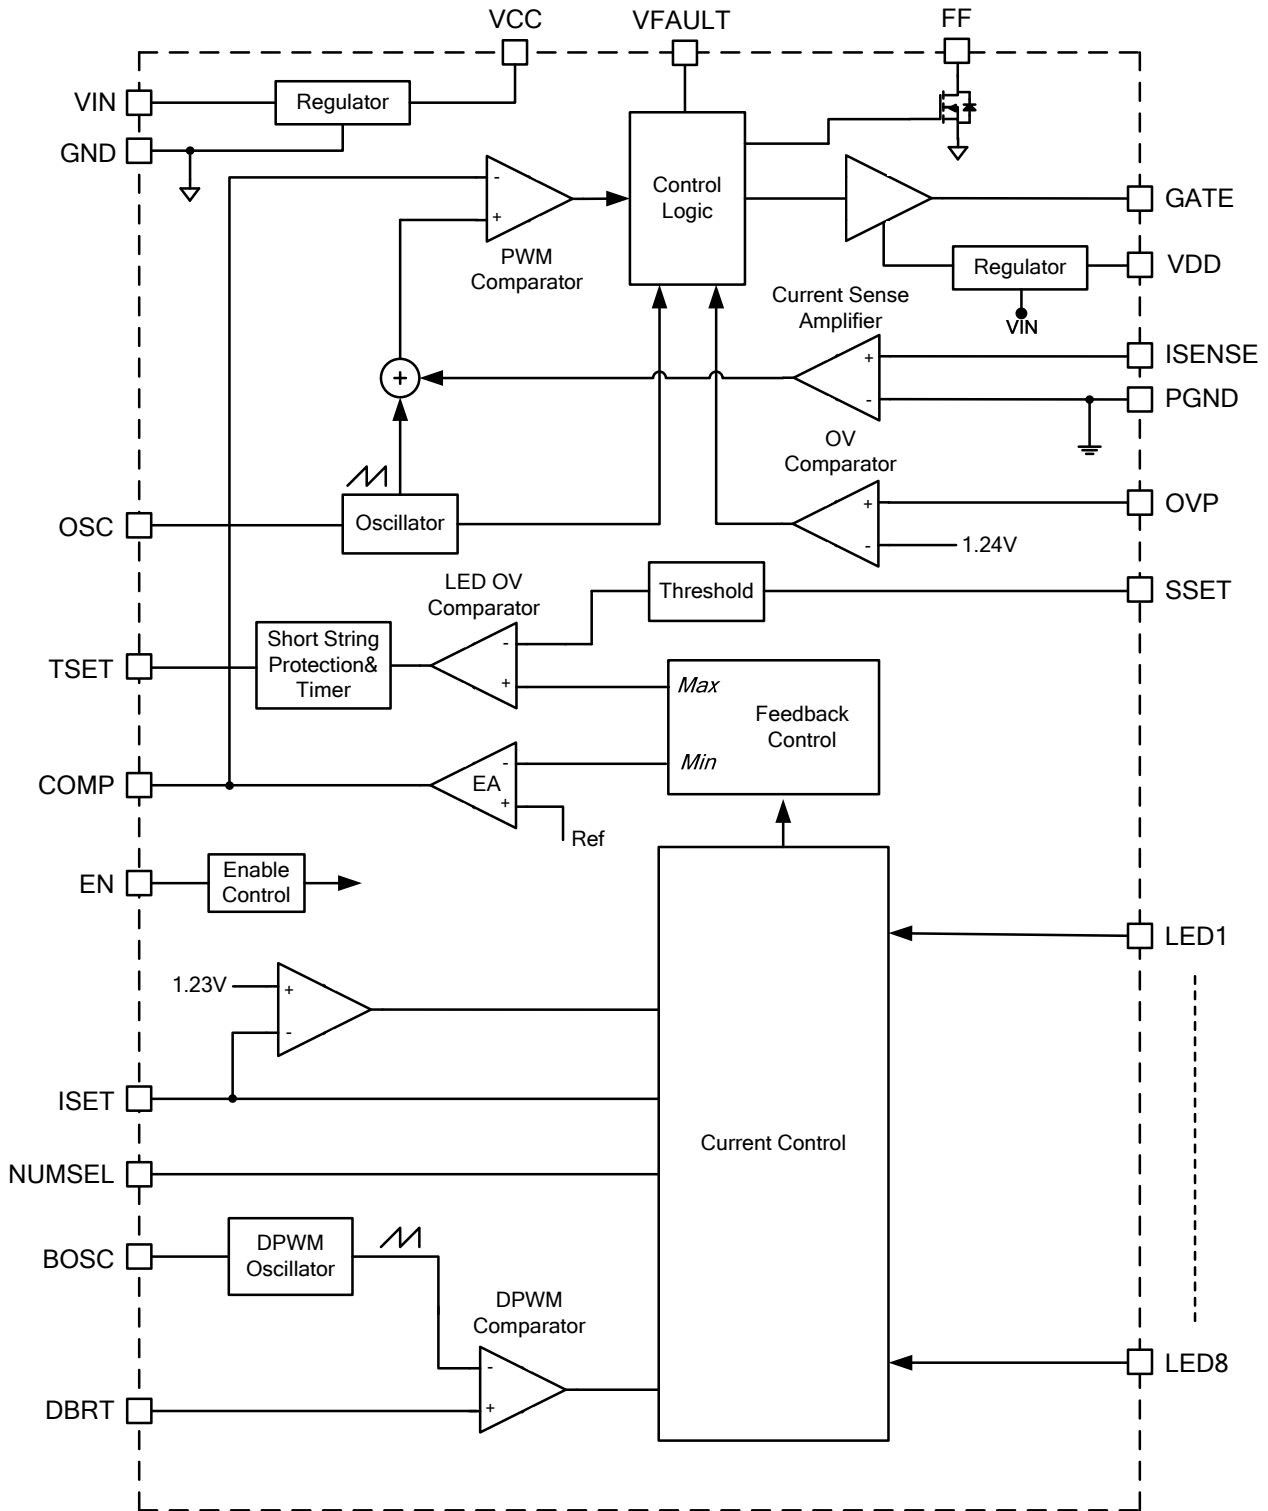 VCC
VFAULT
FF
VIN
Regulator
GND
-
+
PWM
Comparator
Control
Logic
GATE
Regulator
VDD
VIN
Current Sense
Amplifier
+
-
ISENSE
PGND
+
OV
Comparator
+
-
1.24V
OVP
OSC
Oscillator
LED OV
Comparator
Threshold
SSET
TSET
Short String
Protection&
Timer
-
+
Max
Feedback
Control
Min
COMP
EA
-
+
Ref
EN
Enable
Control
LED1
1.23V
+
-
ISET
Current Control
NUMSEL
BOSC
DPWM
Oscillator
DPWM
Comparator
-
+
DBRT
LED8